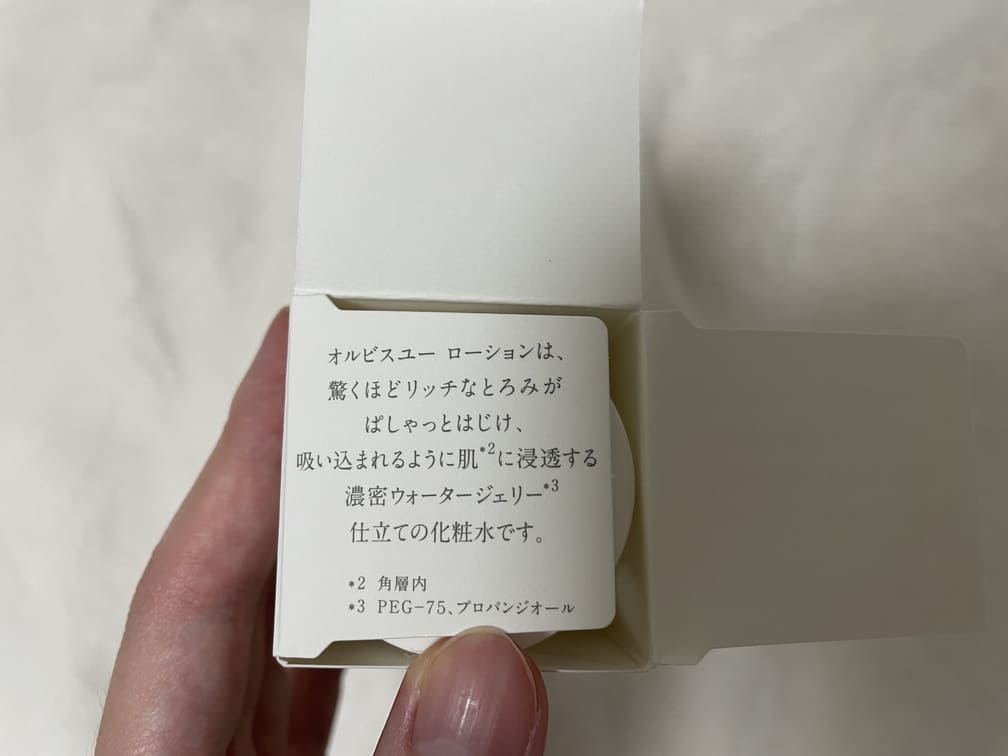 オルビスユー ローションは、
驚くほどリッチなとろみが
ぱしゃっとはじけ、
吸い込まれるように肌*2に浸透する
濃密ウォータージェリー*3
仕立ての化粧水です。
*2 角層内
*3 PEG-75、プロパンジオール